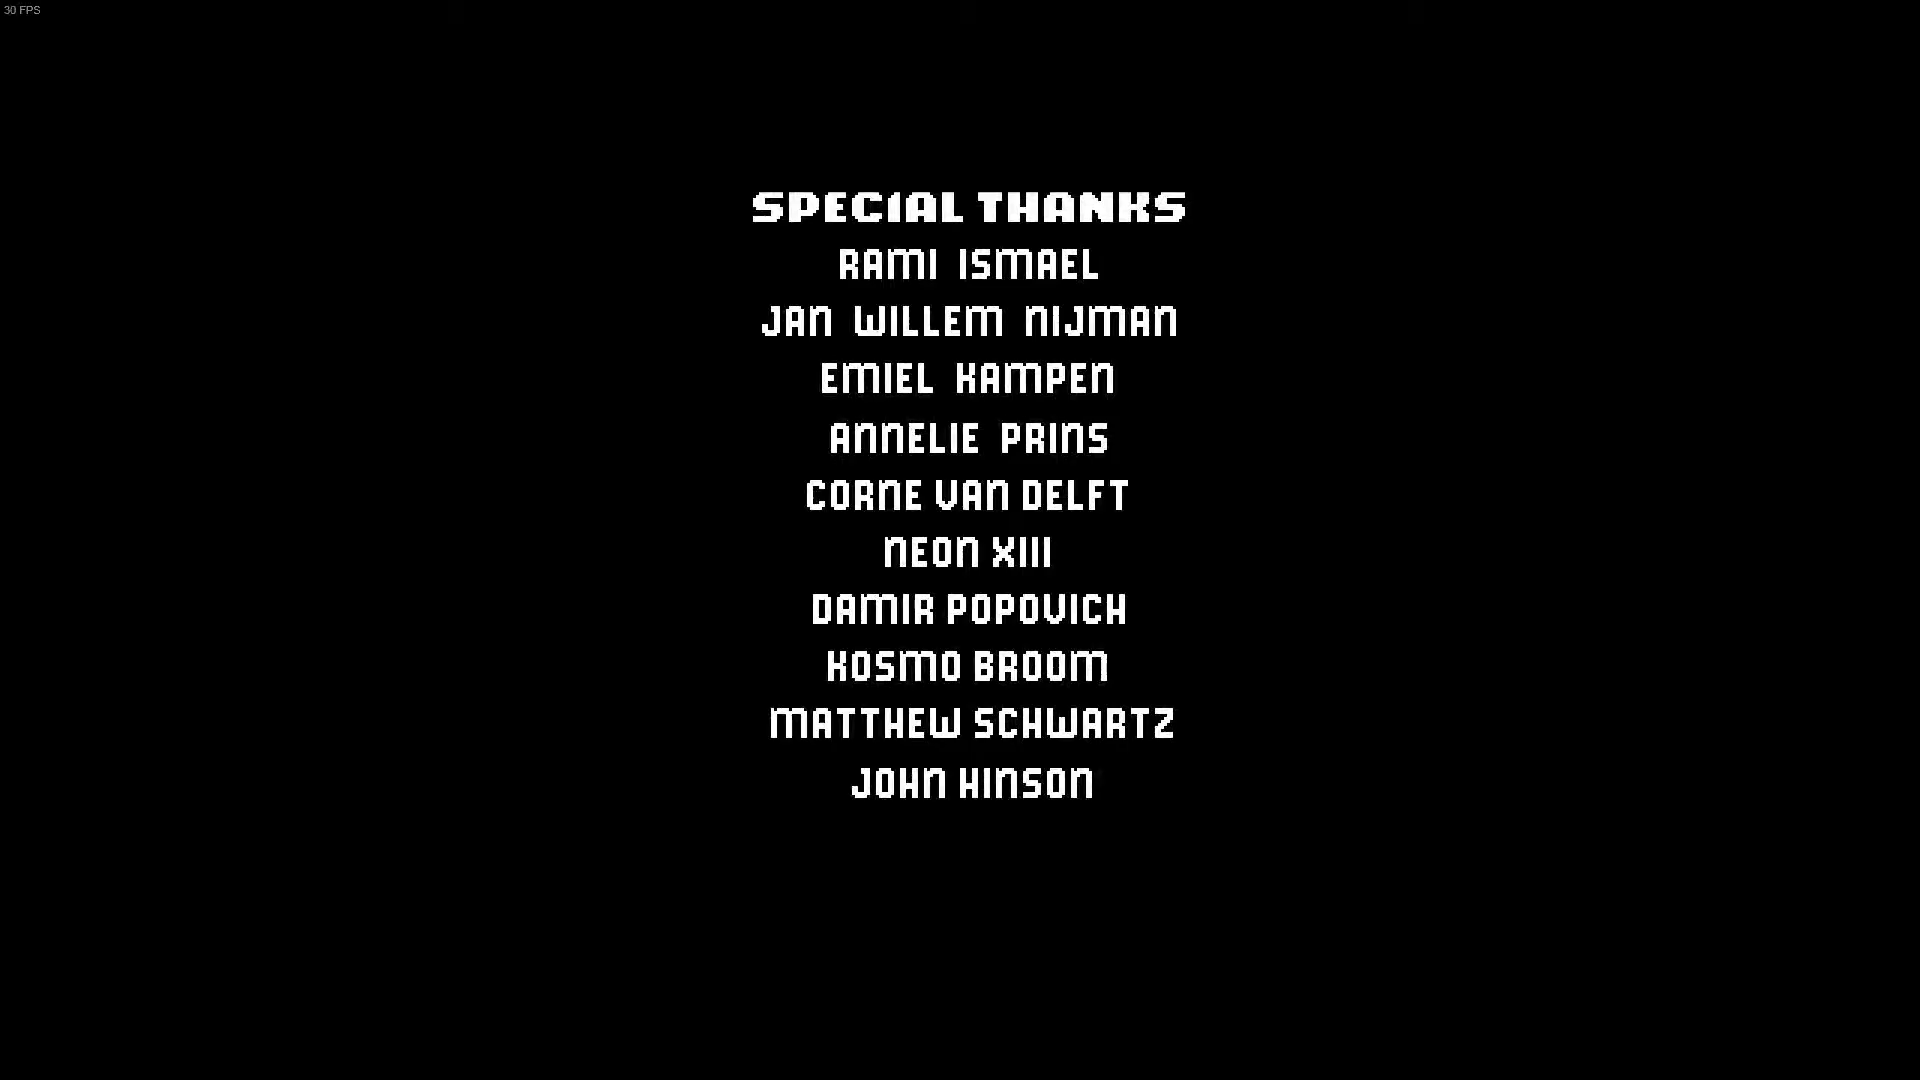 30 FPS
SPECIAL THANKS
RAMI ISMAEL
JAN WILLEM NIJMAN
EMIEL KAMPEN
ANNELIE PRINS
CORNE VAN DELFT
NEON XIII
DAMIR POPOVICH
KOSMO BROOM
MATTHEW SCHWARTZ
JOHN HINSON